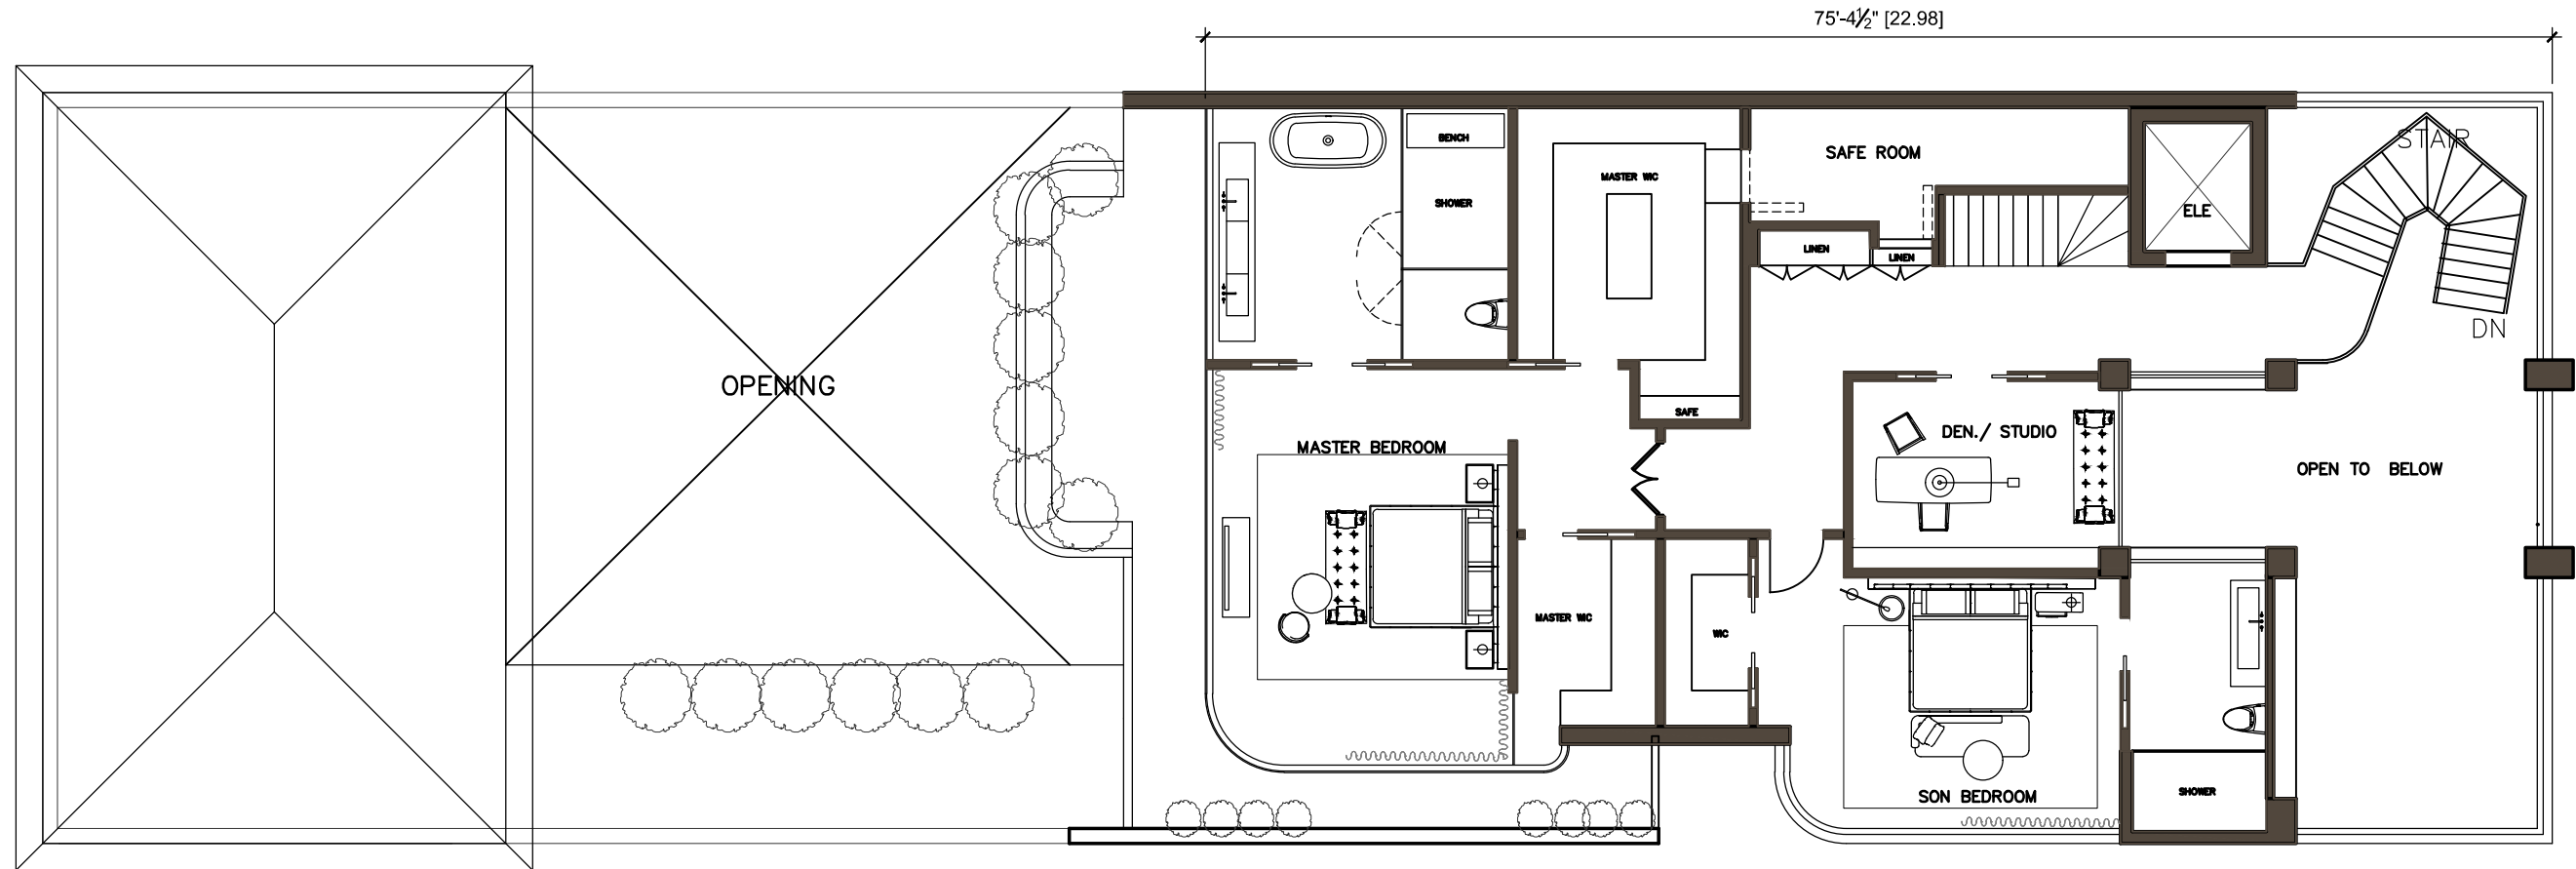 75'-4½" [22.98]
STAIR
BENCH
SAFE ROOM
MASTER WIC
SHOWER
ELE
LINEN
LINEN
DN
OPENING
SAFE
DEN./ STUDIO
MASTER BEDROOM
OPEN TO BELOW
MASTER WIC
WIC
SON BEDROOM
SHOWER